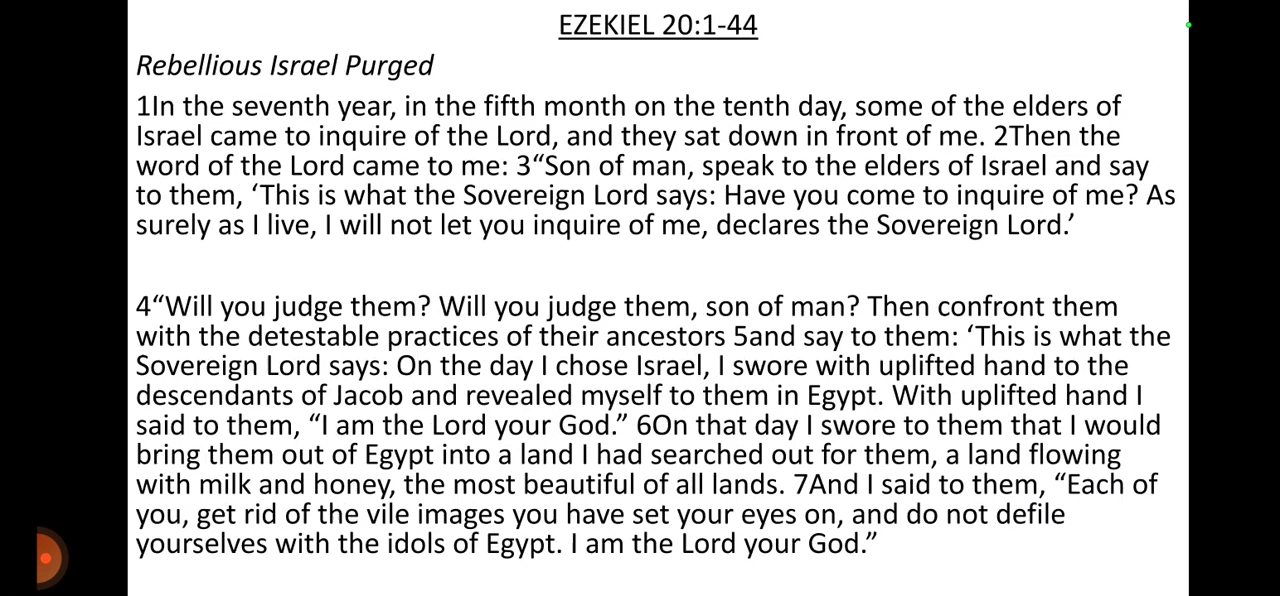 EZEKIEL 20:1-44
Rebellious Israel Purged
1In the seventh year, in the fifth month on the tenth day, some of the elders of
Israel came to inquire of the Lord, and they sat down in front of me. 2Then the
word of the Lord came to me: 3“Son of man, speak to the elders of Israel and say
to them, ‘This is what the Sovereign Lord says: Have you come to inquire of me? As
surely as I live, I will not let you inquire of me, declares the Sovereign Lord.’
4“Will you judge them? Will you judge them, son of man? Then confront them
with the detestable practices of their ancestors 5and say to them: ‘This is what the
Sovereign Lord says: On the day I chose Israel, I swore with uplifted hand to the
descendants of Jacob and revealed myself to them in Egypt. With uplifted hand I
said to them, “I am the Lord your God.” 6On that day I swore to them that I would
bring them out of Egypt into a land I had searched out for them, a land flowing
with milk and honey, the most beautiful of all lands. 7And I said to them, “Each of
you, get rid of the vile images you have set your eyes on, and do not defile
yourselves with the idols of Egypt. I am the Lord your God.”